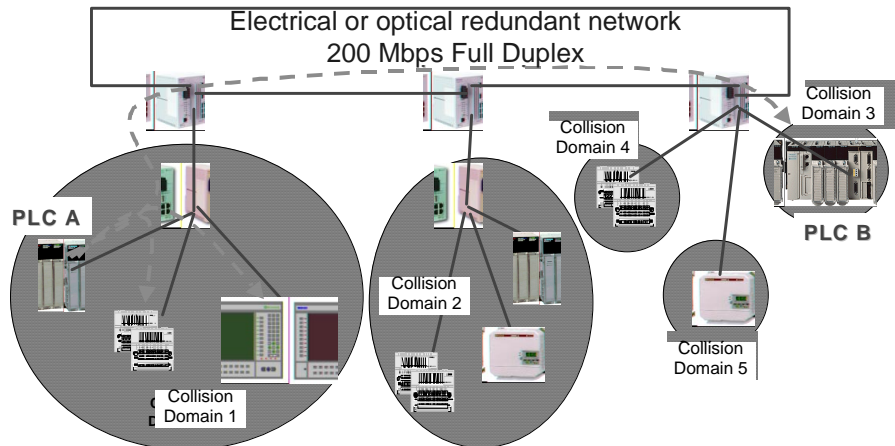 Electrical or optical redundant network
200 Mbps Full Duplex
Collision
Domain 3
Collision
Domain 4
PLC A
PLC B
Collision
Domain 2
Collision
Domain 5
Collision
Domain 1